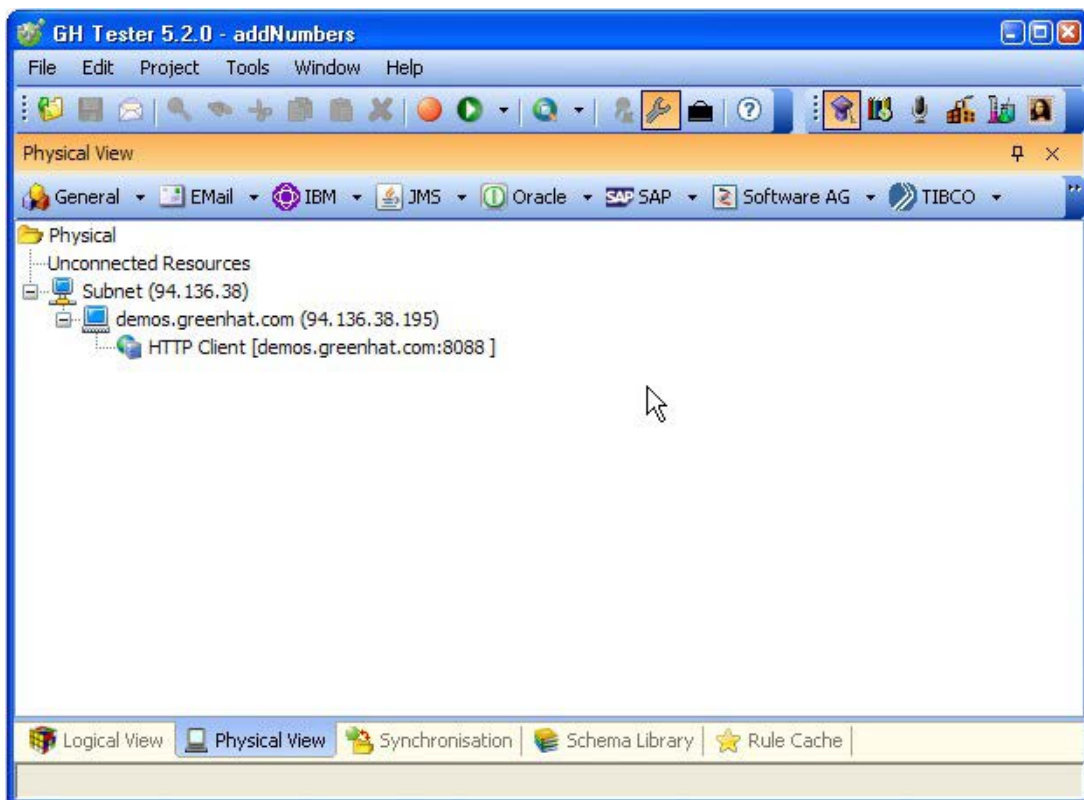 GH Tester 5.2.0 - addNumbers
File Edit Project Tools Window Help
Physical View
General EMail IBM JMS Oracle SAP SAP Software AG TIBCO
Physical
Unconnected Resources
Subnet (94.136.38)
demos.greenhat.com (94.136.38.195)
HTTP Client [demos.greenhat.com:8088 ]
Logical View Physical View Synchronisation Schema Library Rule Cache